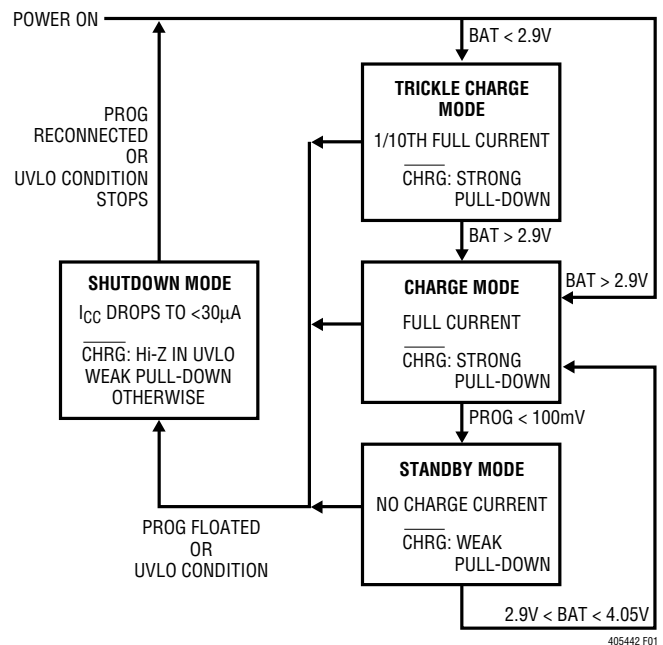 POWER ON
BAT < 2.9V
TRICKLE CHARGE
MODE
1/10TH FULL CURRENT
CHRG: STRONG
PULL-DOWN
PROG
RECONNECTED
OR
UVLO CONDITION
STOPS
BAT > 2.9V
SHUTDOWN MODE
ICC DROPS TO <30µA
CHRG: Hi-Z IN UVLO
WEAK PULL-DOWN
OTHERWISE
CHARGE MODE
FULL CURRENT
CHRG: STRONG
PULL-DOWN
BAT > 2.9V
PROG < 100mV
STANDBY MODE
NO CHARGE CURRENT
CHRG: WEAK
PULL-DOWN
PROG FLOATED
OR
UVLO CONDITION
2.9V < BAT < 4.05V
405442 F01